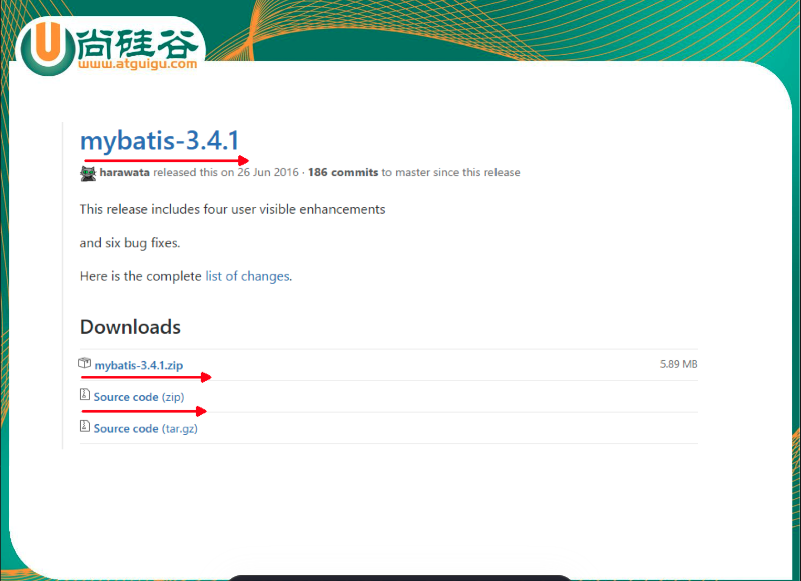 尚硅谷
www.atguigu.com
mybatis-3.4.1
harawata released this on 26 Jun 2016 · 186 commits to master since this release
This release includes four user visible enhancements
and six bug fixes.
Here is the complete list of changes.
Downloads
mybatis-3.4.1.zip 5.89 MB
Source code (zip)
Source code (tar.gz)